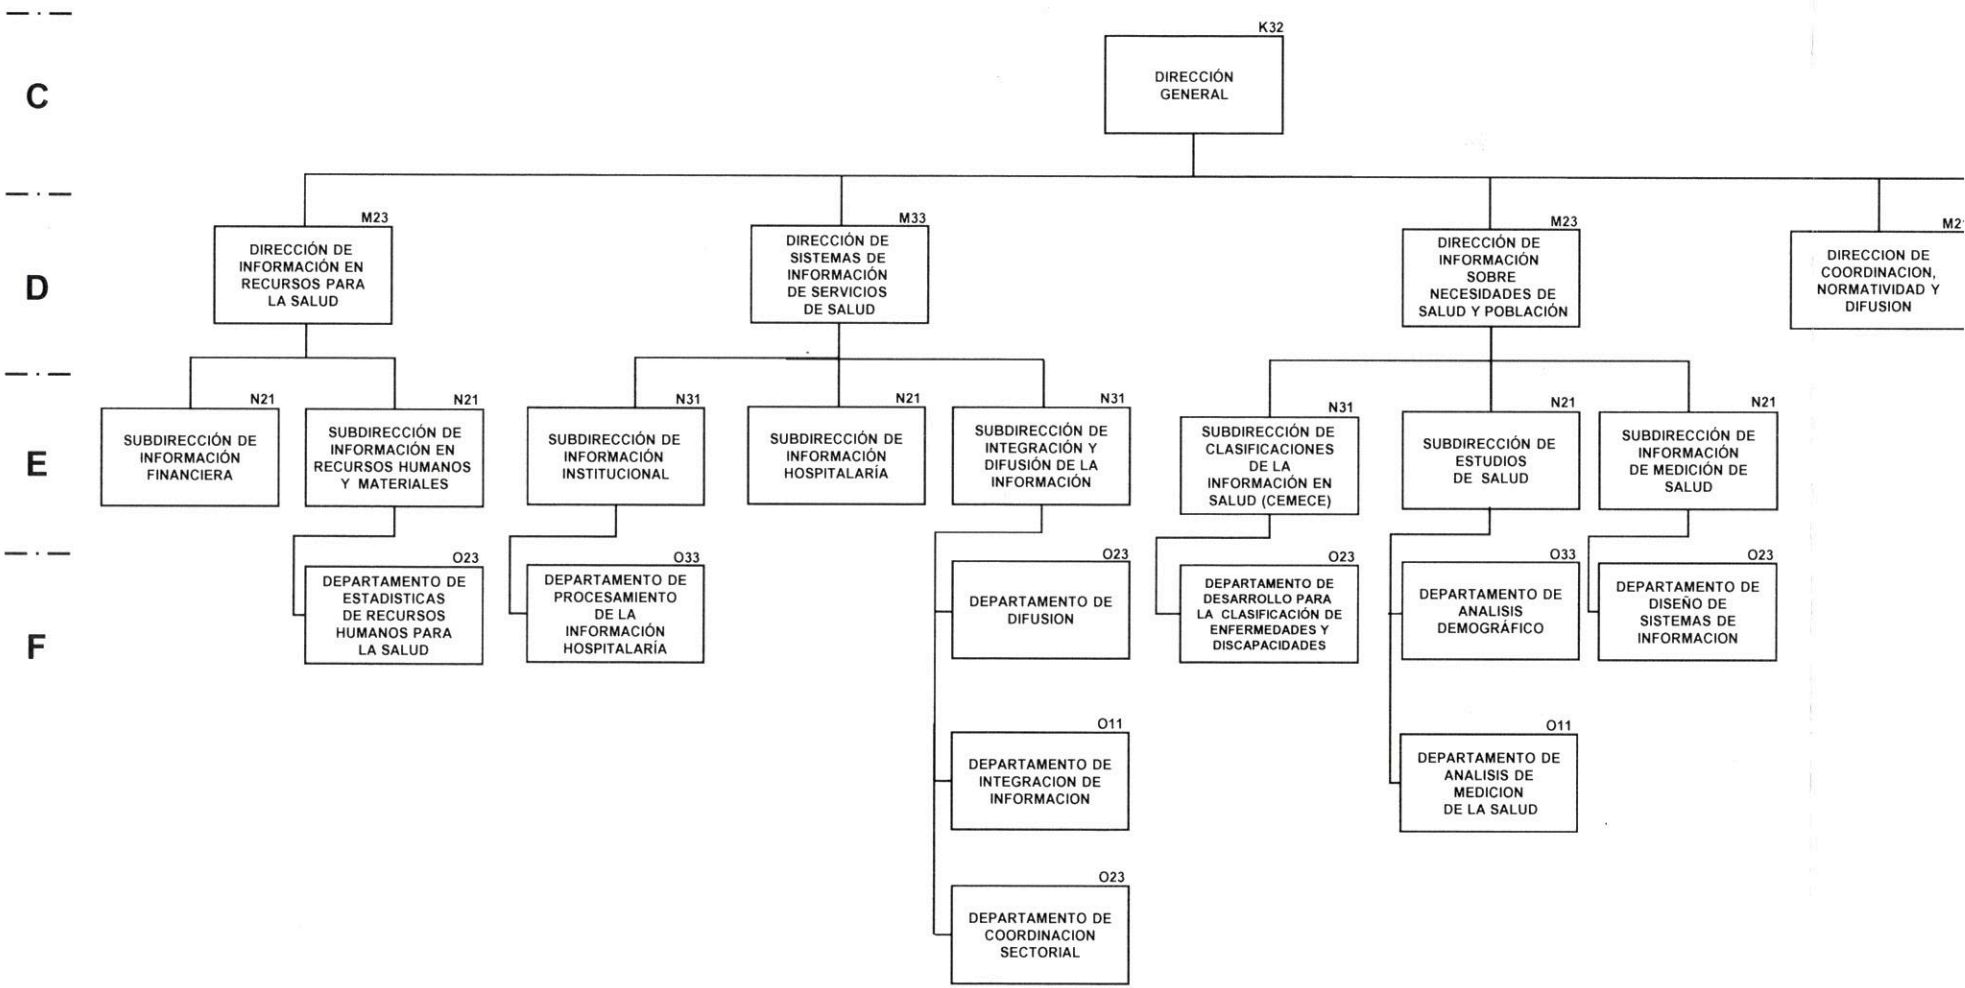 K32
C
DIRECCIÓN
GENERAL
M23
M33
M23
M21
D
DIRECCIÓN DE
INFORMACIÓN EN
RECURSOS PARA
LA SALUD
DIRECCIÓN DE
SISTEMAS DE
INFORMACIÓN
DE SERVICIOS
DE SALUD
DIRECCIÓN DE
INFORMACIÓN
SOBRE
NECESIDADES DE
SALUD Y POBLACIÓN
DIRECCION DE
COORDINACION,
NORMATIVIDAD Y
DIFUSION
N21
N21
N31
N21
N31
N31
N21
N21
E
SUBDIRECCIÓN DE
INFORMACIÓN
FINANCIERA
SUBDIRECCIÓN DE
INFORMACIÓN EN
RECURSOS HUMANOS
Y MATERIALES
SUBDIRECCIÓN DE
INFORMACIÓN
INSTITUCIONAL
SUBDIRECCIÓN DE
INFORMACIÓN
HOSPITALARÍA
SUBDIRECCIÓN DE
INTEGRACIÓN Y
DIFUSIÓN DE LA
INFORMACIÓN
SUBDIRECCIÓN DE
CLASIFICACIONES
DE LA
INFORMACIÓN EN
SALUD (CEMECE)
SUBDIRECCIÓN DE
ESTUDIOS
DE SALUD
SUBDIRECCIÓN DE
INFORMACIÓN
DE MEDICIÓN DE
SALUD
O23
O33
O23
O23
O33
O23
F
DEPARTAMENTO DE
ESTADISTICAS
DE RECURSOS
HUMANOS PARA
LA SALUD
DEPARTAMENTO DE
PROCESAMIENTO
DE LA
INFORMACIÓN
HOSPITALARÍA
DEPARTAMENTO DE
DIFUSION
DEPARTAMENTO DE
DESARROLLO PARA
LA CLASIFICACIÓN DE
ENFERMEDADES Y
DISCAPACIDADES
DEPARTAMENTO DE
ANALISIS
DEMOGRÁFICO
DEPARTAMENTO DE
DISEÑO DE
SISTEMAS DE
INFORMACION
O11
DEPARTAMENTO DE
INTEGRACION DE
INFORMACION
O11
DEPARTAMENTO DE
ANALISIS DE
MEDICION
DE LA SALUD
O23
DEPARTAMENTO DE
COORDINACION
SECTORIAL